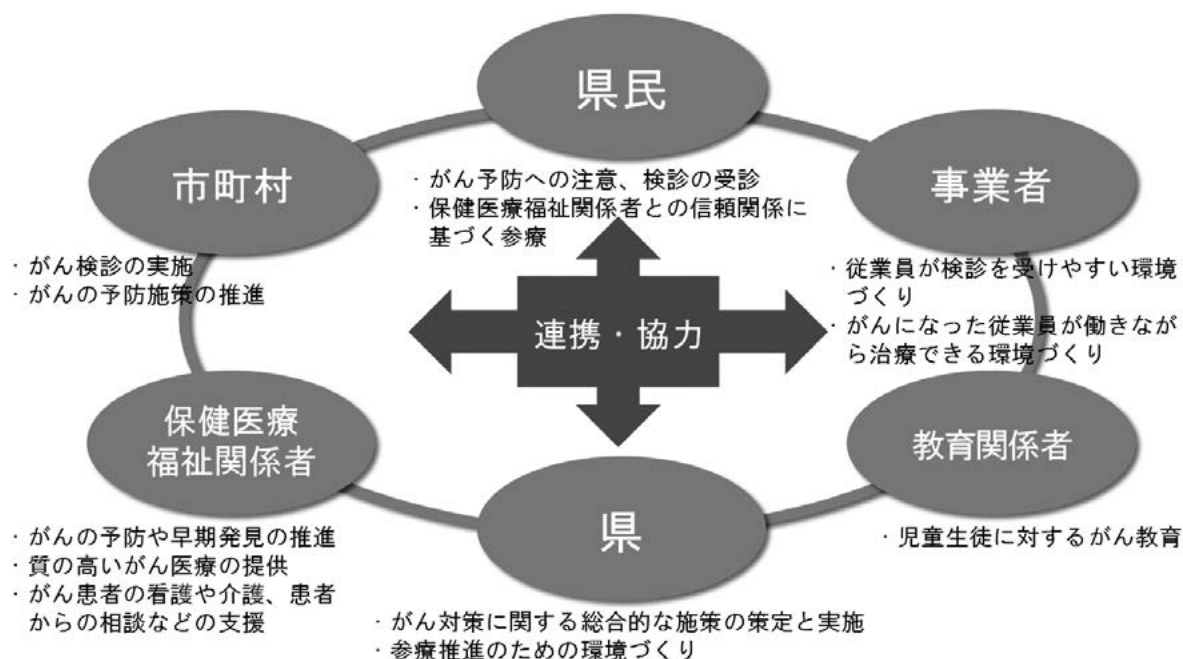 県民
・がん予防への注意、検診の受診
・保健医療福祉関係者との信頼関係に
基づく参療
市町村
・がん検診の実施
・がんの予防施策の推進
事業者
・従業員が検診を受けやすい環境
づくり
・がんになった従業員が働きなが
ら治療できる環境づくり
連携・協力
保健医療
福祉関係者
・がんの予防や早期発見の推進
・質の高いがん医療の提供
・がん患者の看護や介護、患者
からの相談などの支援
県
・がん対策に関する総合的な施策の策定と実施
・参療推進のための環境づくり
教育関係者
・児童生徒に対するがん教育